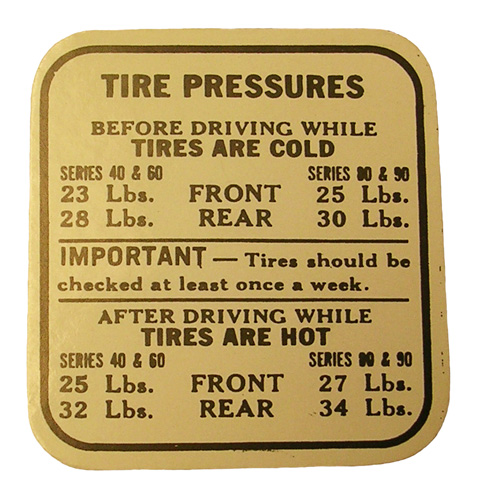 TIRE PRESSURES
BEFORE DRIVING WHILE
TIRES ARE COLD
SERIES 40 & 60 SERIES 80 & 90
23 Lbs. FRONT 25 Lbs.
28 Lbs. REAR 30 Lbs.
IMPORTANT — Tires should be
checked at least once a week.
AFTER DRIVING WHILE
TIRES ARE HOT
SERIES 40 & 60 SERIES 80 & 90
25 Lbs. FRONT 27 Lbs.
32 Lbs. REAR 34 Lbs.